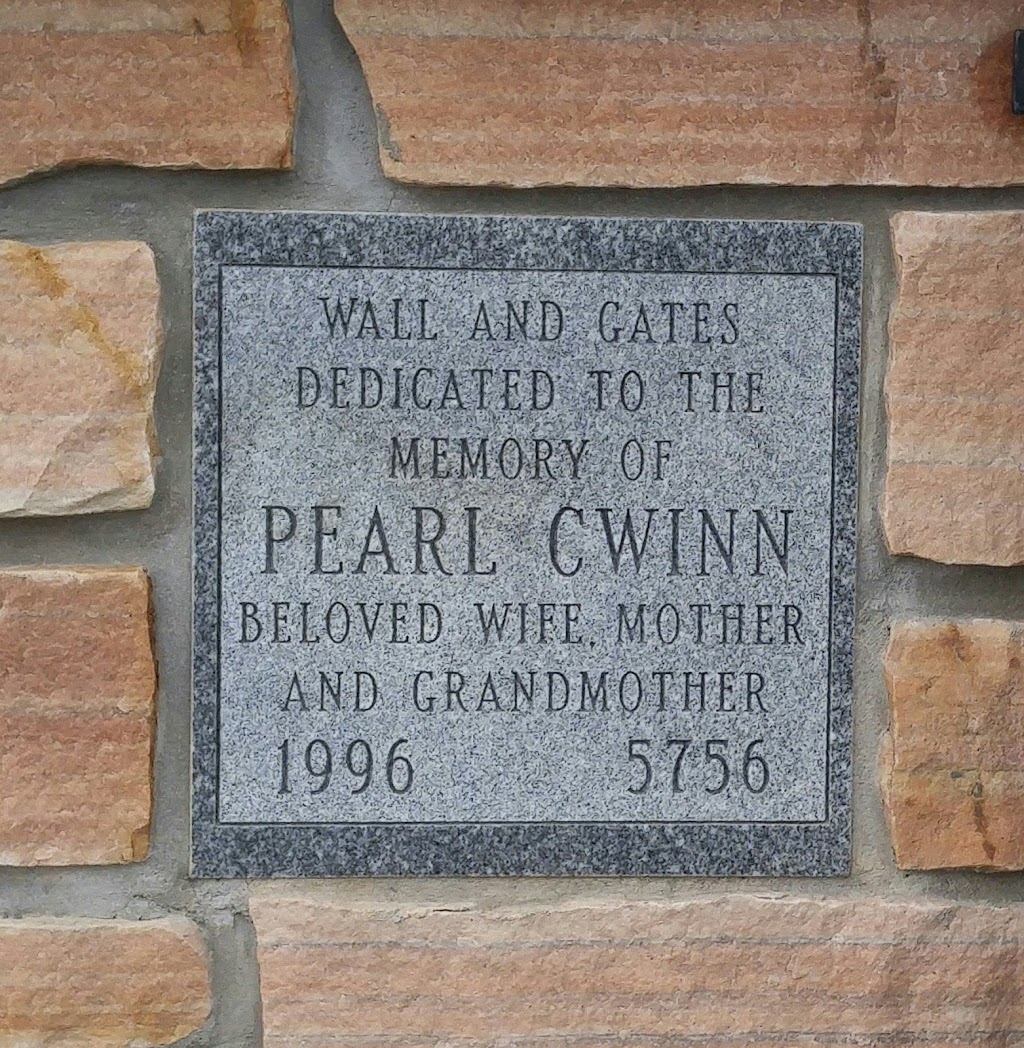 WALL AND GATES
DEDICATED TO THE
MEMORY OF
PEARL CWINN
BELOVED WIFE, MOTHER
AND GRANDMOTHER
1996 5756